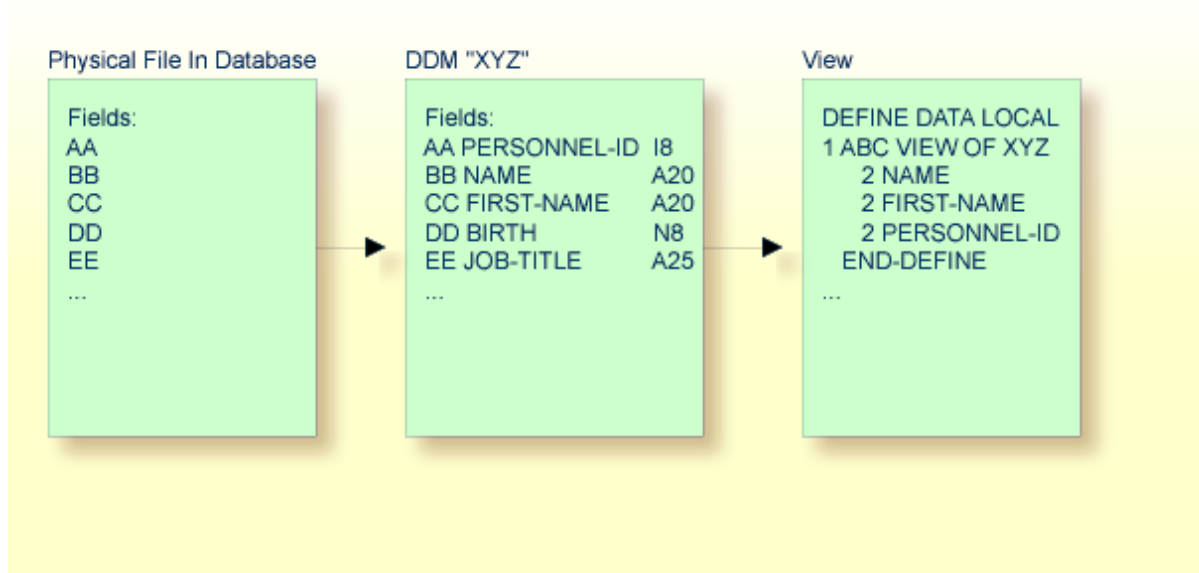 Physical File In Database
Fields:
AA
BB
CC
DD
EE
...
DDM "XYZ"
Fields:
AA PERSONNEL-ID I8
BB NAME A20
CC FIRST-NAME A20
DD BIRTH N8
EE JOB-TITLE A25
...
View
DEFINE DATA LOCAL
1 ABC VIEW OF XYZ
2 NAME
2 FIRST-NAME
2 PERSONNEL-ID
END-DEFINE
...